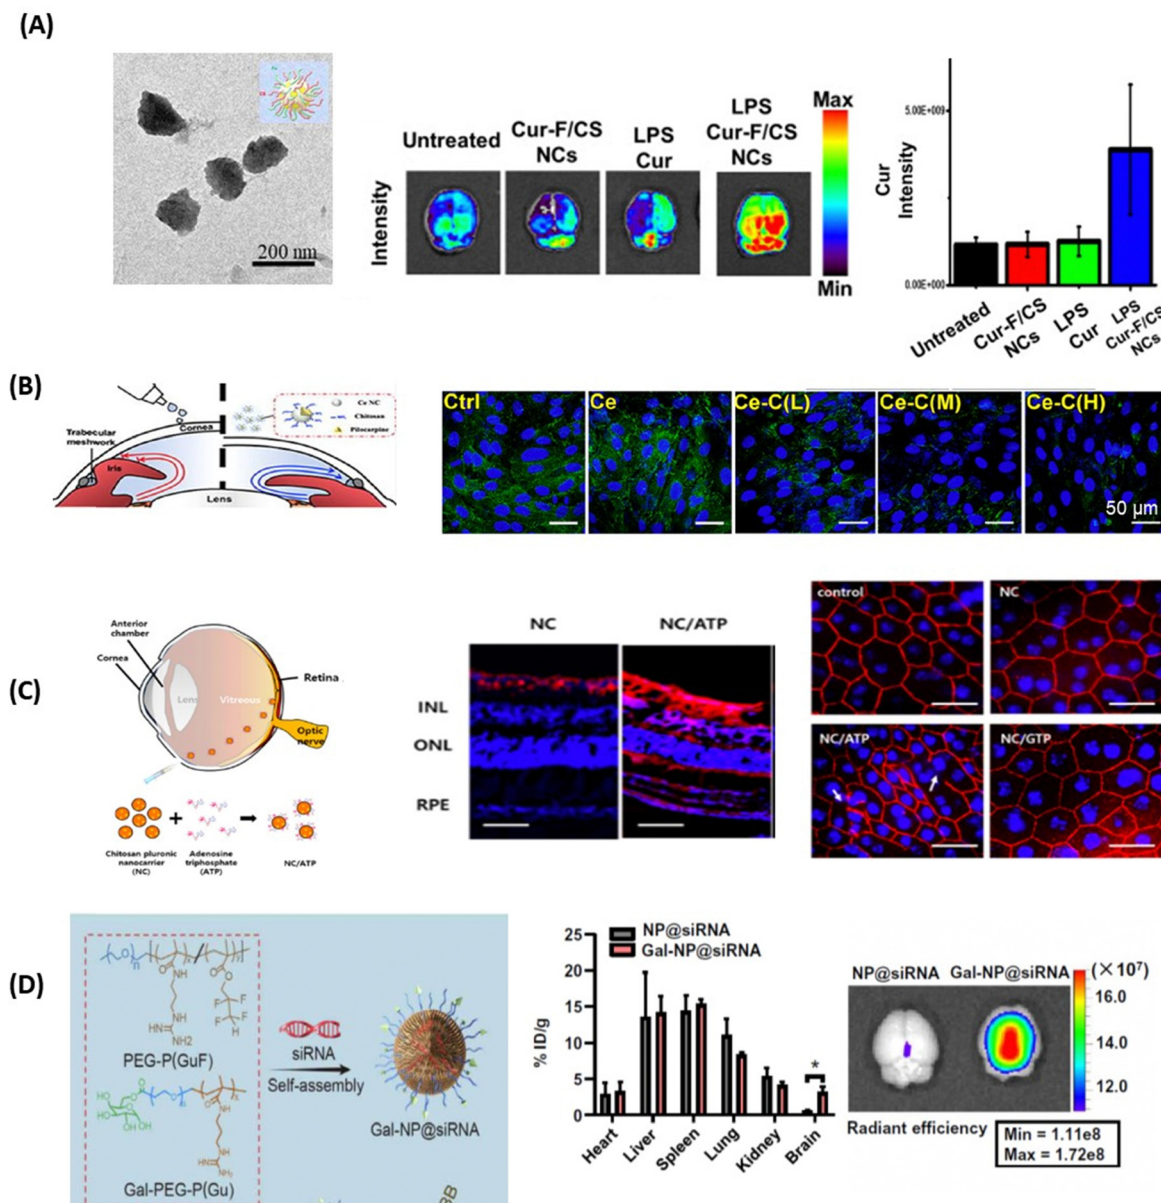 (A)
200 nm
Untreated
Cur-F/CS
NCs
LPS
Cur
LPS
Cur-F/CS
NCs
Intensity
Max
Min
Cur
Intensity
5.00E+009
0.00E+000
Untreated
Cur-F/CS
NCs
LPS
Cur
LPS
Cur-F/CS
NCs
(B)
Trabecular
meshwork
Cornea
Iris
Lens
Ce NC
Chitosan
Pilocarpine
Ctrl
Ce
Ce-C(L)
Ce-C(M)
Ce-C(H)
50 µm
(C)
Anterior
chamber
Cornea
Lens
Vitreous
Retina
Optic
nerve
Chitosan pluronic
nanocarrier
(NC)
Adenosine
triphosphate
(ATP)
NC/ATP
NC
NC/ATP
INL
ONL
RPE
control
NC
NC/ATP
NC/GTP
(D)
PEG-P(GuF)
Gal-PEG-P(Gu)
siRNA
Self-assembly
Gal-NP@siRNA
% ID/g
25
20
15
10
5
0
NP@siRNA
Gal-NP@siRNA
*
Heart
Liver
Spleen
Lung
Kidney
Brain
NP@siRNA
Gal-NP@siRNA
(×10⁷)
16.0
14.0
12.0
Radiant efficiency
Min = 1.11e8
Max = 1.72e8